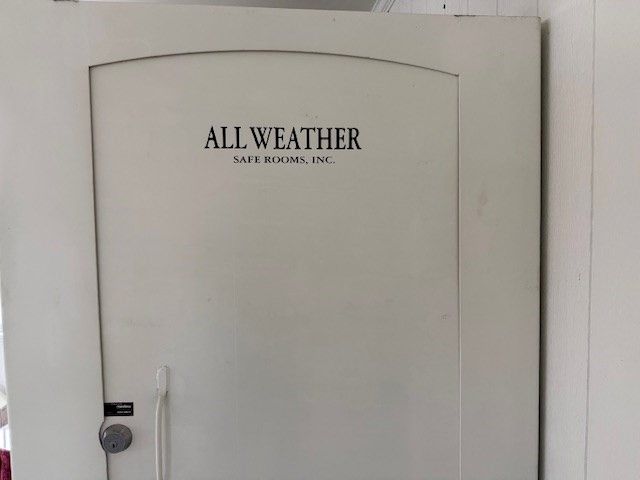 ALL WEATHER
SAFE ROOMS, INC.